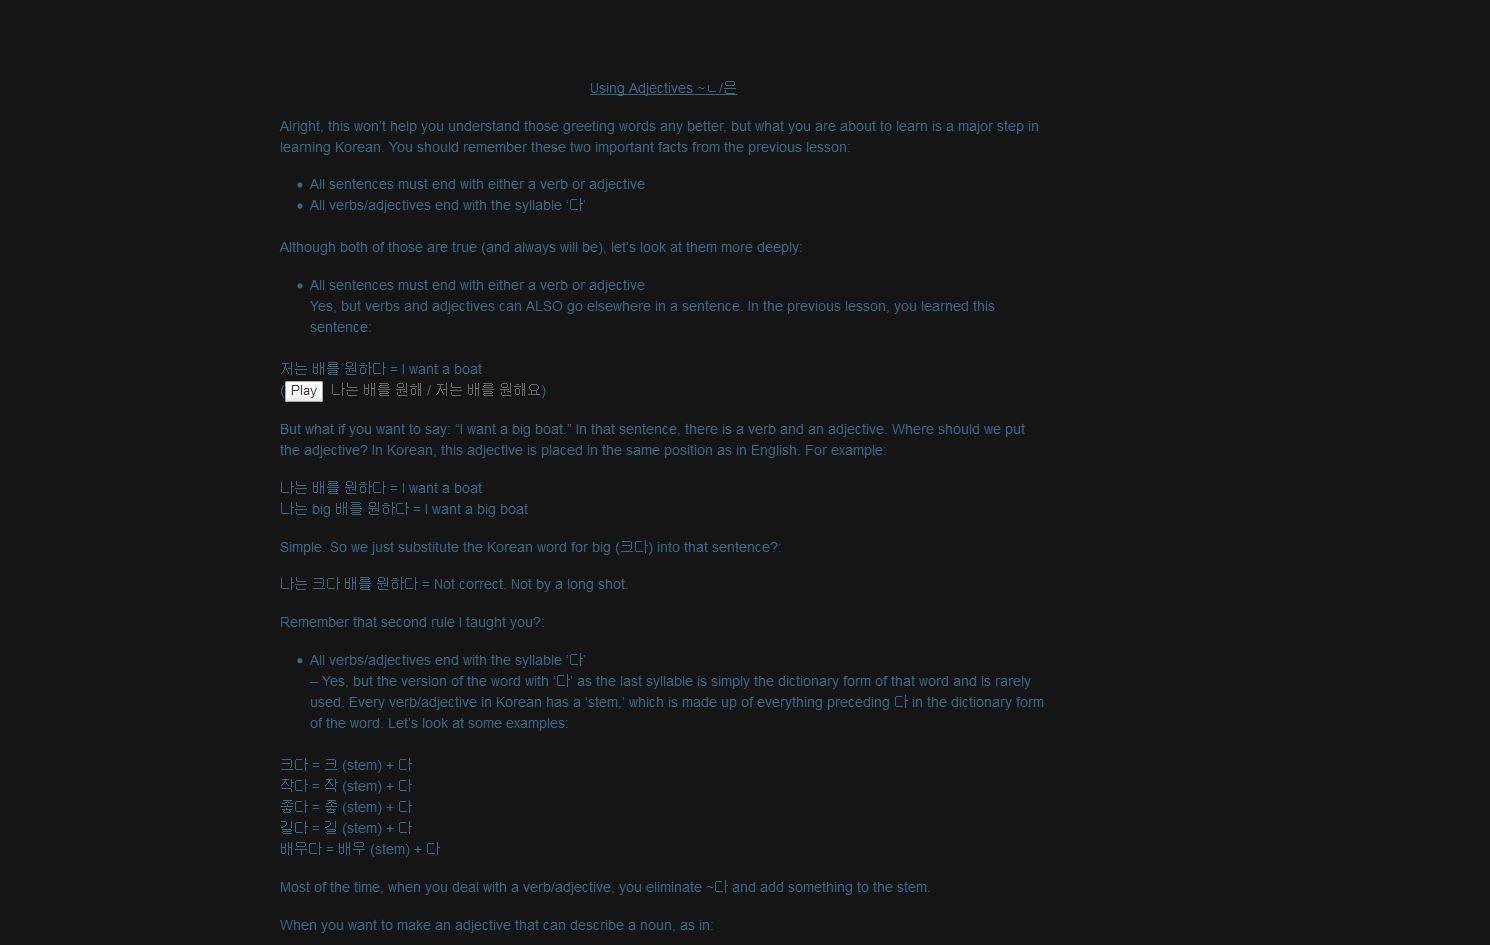 Using Adjectives ~ㄴ/은
Alright, this won’t help you understand those greeting words any better, but what you are about to learn is a major step in
learning Korean. You should remember these two important facts from the previous lesson:
• All sentences must end with either a verb or adjective
• All verbs/adjectives end with the syllable ‘다’
Although both of those are true (and always will be), let’s look at them more deeply:
• All sentences must end with either a verb or adjective
Yes, but verbs and adjectives can ALSO go elsewhere in a sentence. In the previous lesson, you learned this
sentence:
저는 배를 원하다 = I want a boat
(Play 나는 배를 원해 / 저는 배를 원해요)
But what if you want to say: “I want a big boat.” In that sentence, there is a verb and an adjective. Where should we put
the adjective? In Korean, this adjective is placed in the same position as in English. For example:
나는 배를 원하다 = I want a boat
나는 big 배를 원하다 = I want a big boat
Simple. So we just substitute the Korean word for big (크다) into that sentence?:
나는 크다 배를 원하다 = Not correct. Not by a long shot.
Remember that second rule I taught you?:
• All verbs/adjectives end with the syllable ‘다’
– Yes, but the version of the word with ‘다’ as the last syllable is simply the dictionary form of that word and is rarely
used. Every verb/adjective in Korean has a ‘stem,’ which is made up of everything preceding 다 in the dictionary form
of the word. Let’s look at some examples:
크다 = 크 (stem) + 다
작다 = 작 (stem) + 다
좋다 = 좋 (stem) + 다
길다 = 길 (stem) + 다
배우다 = 배우 (stem) + 다
Most of the time, when you deal with a verb/adjective, you eliminate ~다 and add something to the stem.
When you want to make an adjective that can describe a noun, as in: